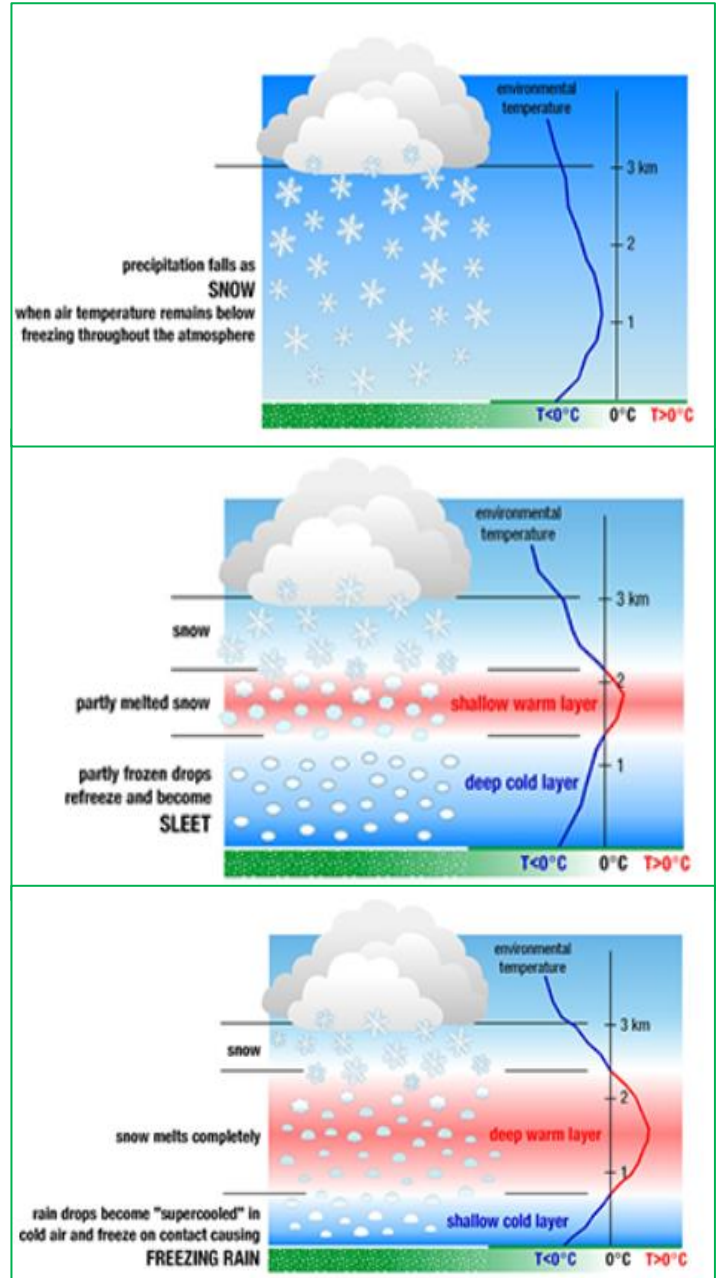 environmental
temperature
3 km
precipitation falls as
2
SNOW
when air temperature remains below
1
freezing throughout the atmosphere
T<0°C 0°C T>0°C
environmental
temperature
3 km
snow
2
partly melted snow shallow warm layer
1
partly frozen drops
deep cold layer
refreeze and become
SLEET
T<0°C 0°C T>0°C
environmental
temperature
3 km
snow
2
snow melts completely deep warm layer
1
rain drops become "supercooled" in
shallow cold layer
cold air and freeze on contact causing
FREEZING RAIN
T<0°C 0°C T>0°C